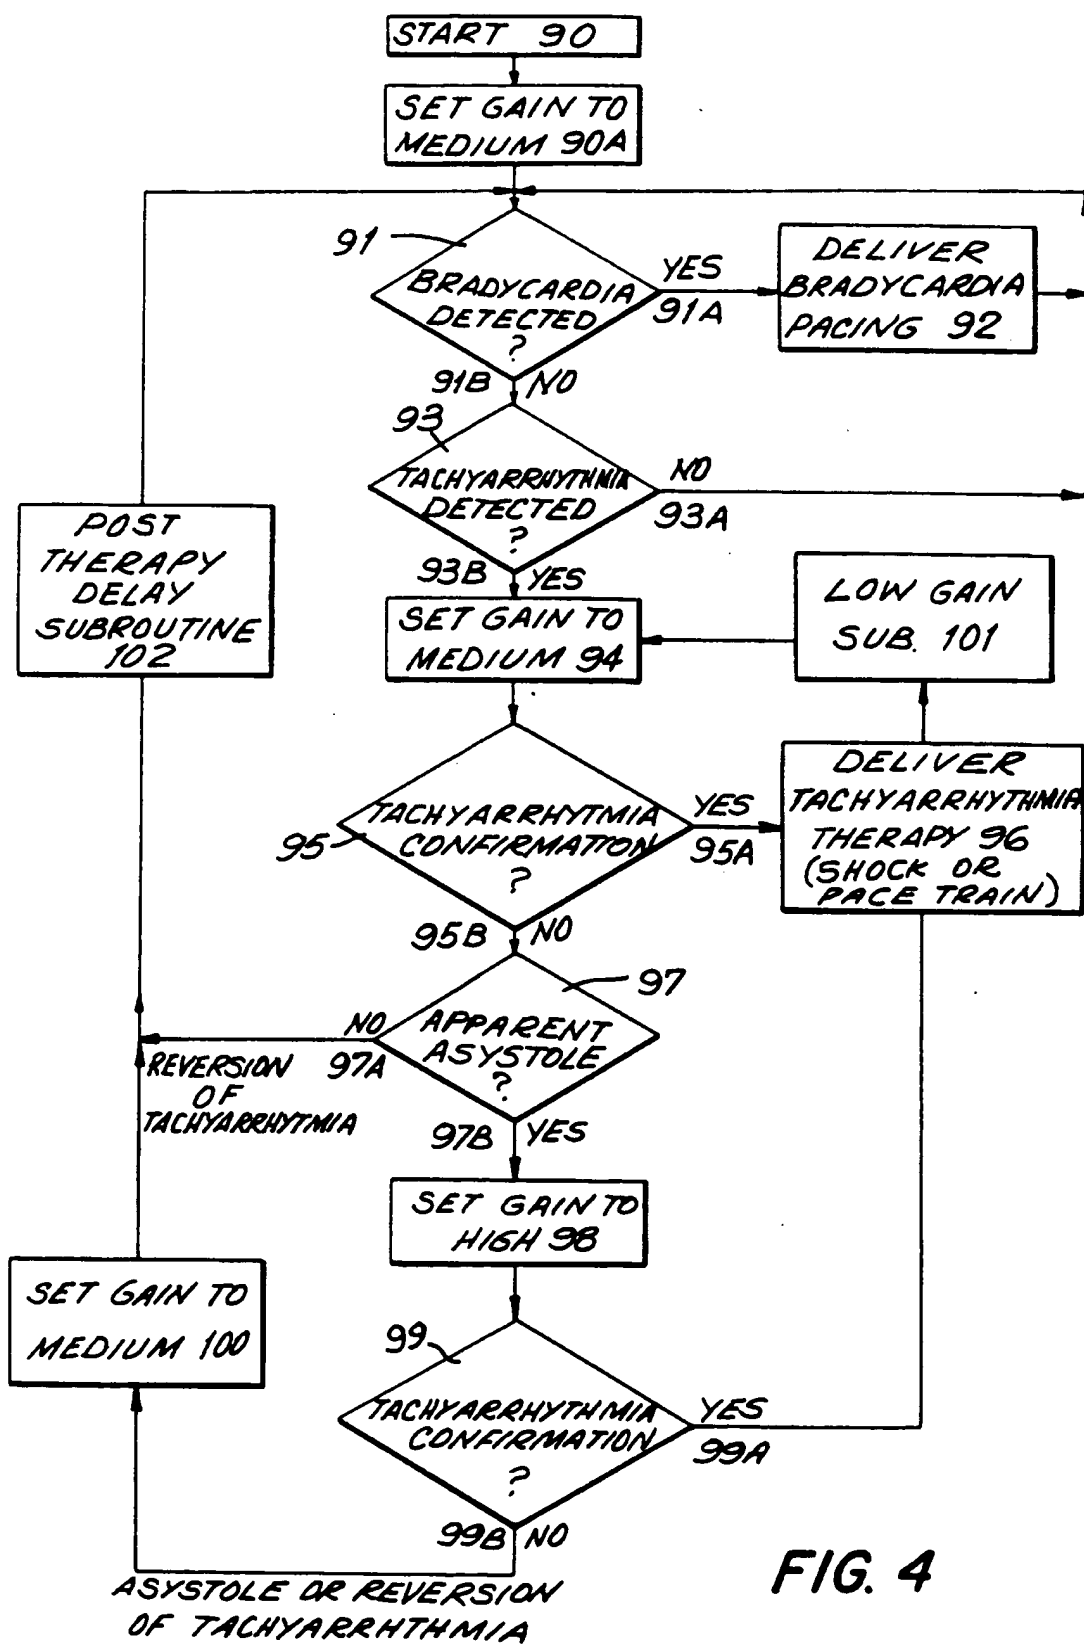 START 90
SET GAIN TO
MEDIUM 90A
91
BRADYCARDIA
DETECTED
?
YES
91A
DELIVER
BRADYCARDIA
PACING 92
91B NO
93
TACHYARRHYTHMIA
DETECTED
?
NO
93A
93B YES
POST
THERAPY
DELAY
SUBROUTINE
102
SET GAIN TO
MEDIUM 94
LOW GAIN
SUB. 101
95
TACHYARRHYTMIA
CONFIRMATION
?
YES
95A
DELIVER
TACHYARRHYTHMIA
THERAPY 96
(SHOCK OR
PACE TRAIN)
95B NO
97
APPARENT
ASYSTOLE
?
NO
97A
REVERSION
OF
TACHYARRHYTMIA
97B YES
SET GAIN TO
HIGH 98
SET GAIN TO
MEDIUM 100
99
TACHYARRHYTHMIA
CONFIRMATION
?
YES
99A
99B NO
ASYSTOLE OR REVERSION
OF TACHYARRHTHMIA
FIG. 4